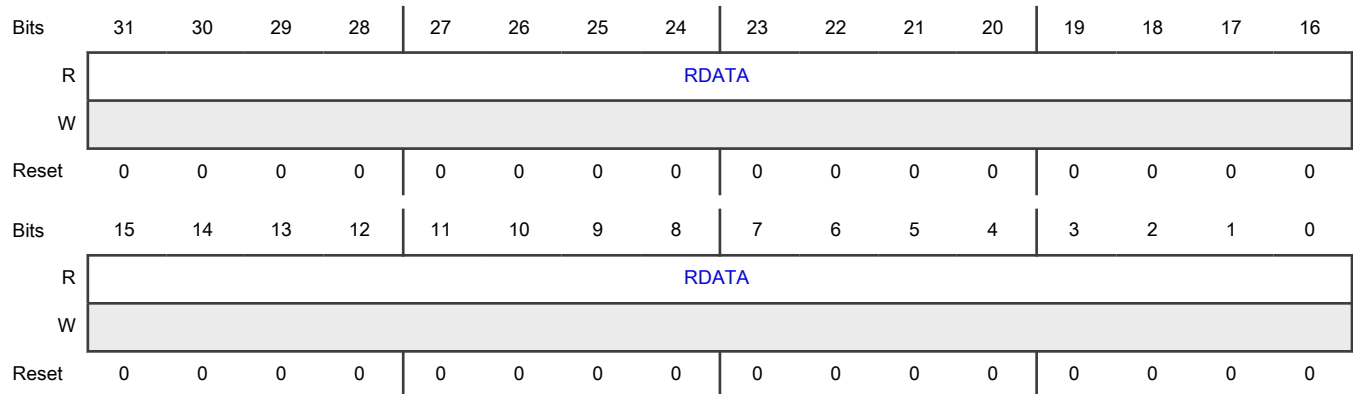 Bits 31 30 29 28 27 26 25 24 23 22 21 20 19 18 17 16
R RDATA
W
Reset 0 0 0 0 0 0 0 0 0 0 0 0 0 0 0 0
Bits 15 14 13 12 11 10 9 8 7 6 5 4 3 2 1 0
R RDATA
W
Reset 0 0 0 0 0 0 0 0 0 0 0 0 0 0 0 0